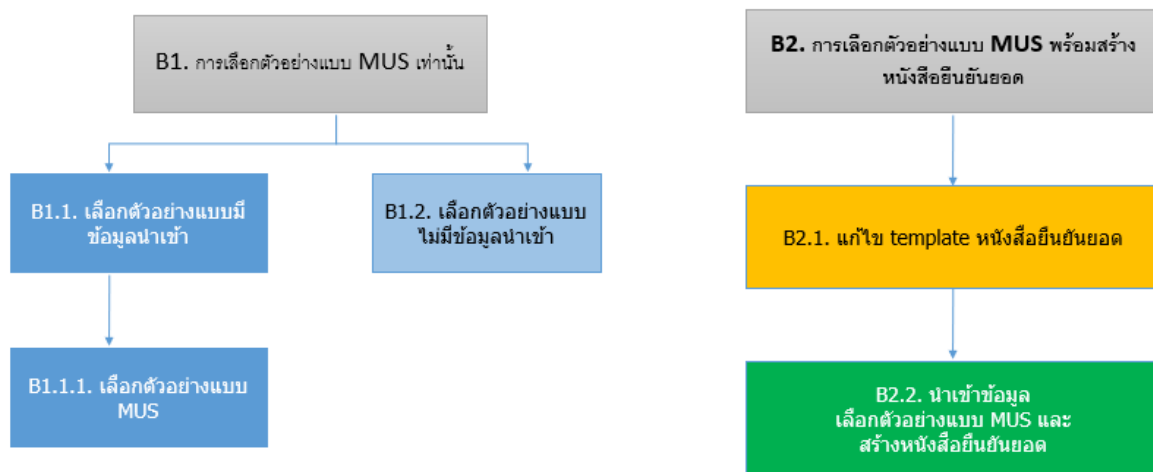 B1. การเลือกตัวอย่างแบบ MUS เท่านั้น
B1.1. เลือกตัวอย่างแบบมี
ข้อมูลนำเข้า
B1.2. เลือกตัวอย่างแบบ
ไม่มีข้อมูลนำเข้า
B1.1.1. เลือกตัวอย่างแบบ
MUS
B2. การเลือกตัวอย่างแบบ MUS พร้อมสร้าง
หนังสือยืนยันยอด
B2.1. แก้ไข template หนังสือยืนยันยอด
B2.2. นำเข้าข้อมูล
เลือกตัวอย่างแบบ MUS และ
สร้างหนังสือยืนยันยอด